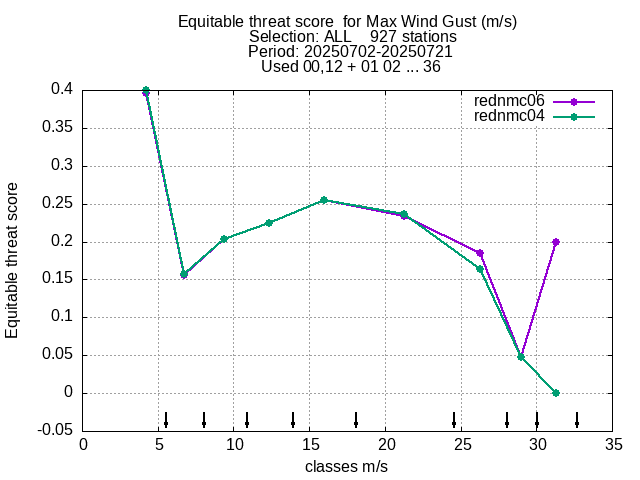 Equitable threat score  for Max Wind Gust (m/s)
Selection: ALL    927 stations
Period: 20250702-20250721
Used 00,12 + 01 02 ... 36
rednmc06
rednmc04
Equitable threat score
0.4
0.35
0.3
0.25
0.2
0.15
0.1
0.05
0
-0.05
0 5 10 15 20 25 30 35
classes m/s